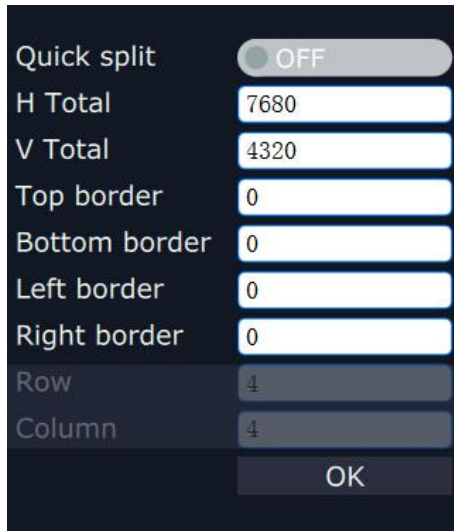 Quick split OFF
H Total 7680
V Total 4320
Top border 0
Bottom border 0
Left border 0
Right border 0
Row 4
Column 4
OK